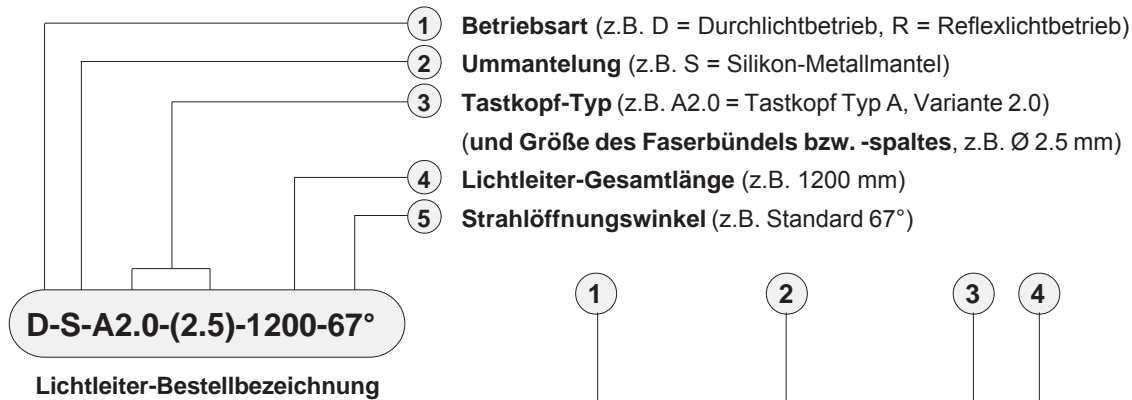 1 Betriebsart (z.B. D = Durchlichtbetrieb, R = Reflexlichtbetrieb)
2 Ummantelung (z.B. S = Silikon-Metallmantel)
3 Tastkopf-Typ (z.B. A2.0 = Tastkopf Typ A, Variante 2.0)
(und Größe des Faserbündels bzw. -spaltes, z.B. Ø 2.5 mm)
4 Lichtleiter-Gesamtlänge (z.B. 1200 mm)
5 Strahlöffnungswinkel (z.B. Standard 67°)
1 2 3 4
D-S-A2.0-(2.5)-1200-67°
Lichtleiter-Bestellbezeichnung